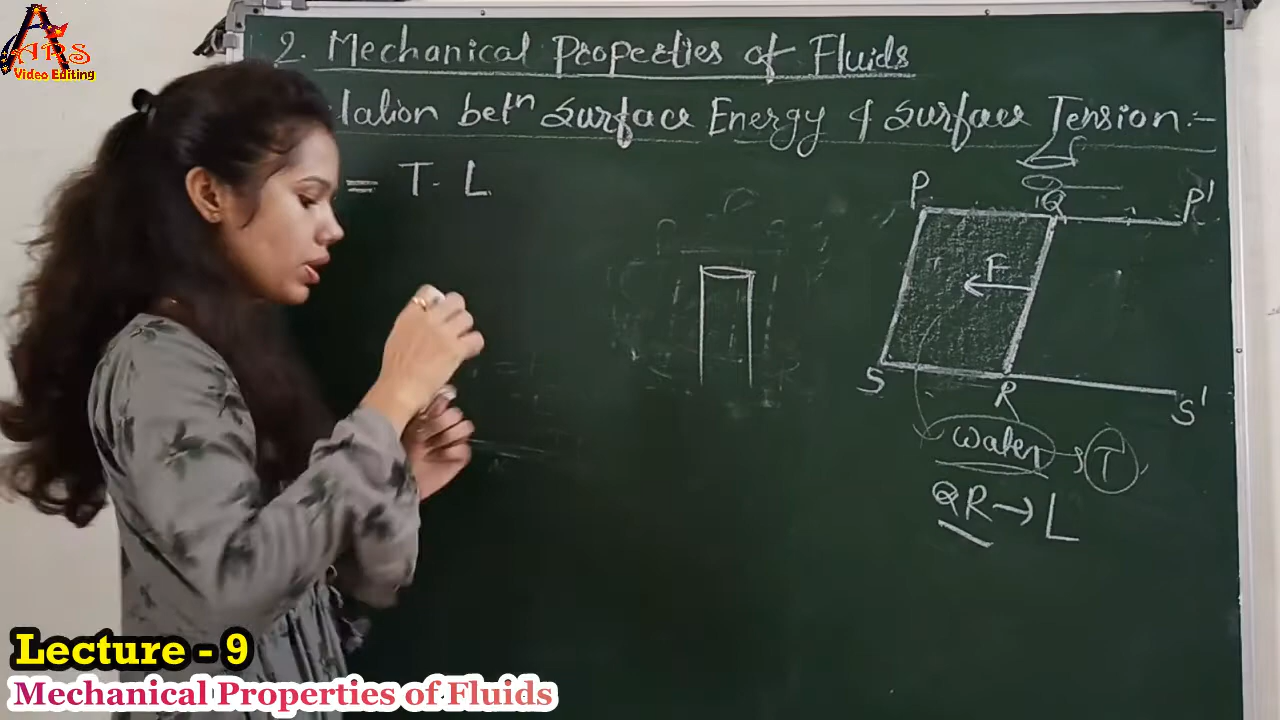 ARS
Video Editing
2. Mechanical Properties of Fluids
lation betⁿ Surface Energy & Surface Tension :-
= T. L
P
Q
P'
F
S
R
S'
water → T
QR → L
Lecture - 9
Mechanical Properties of Fluids